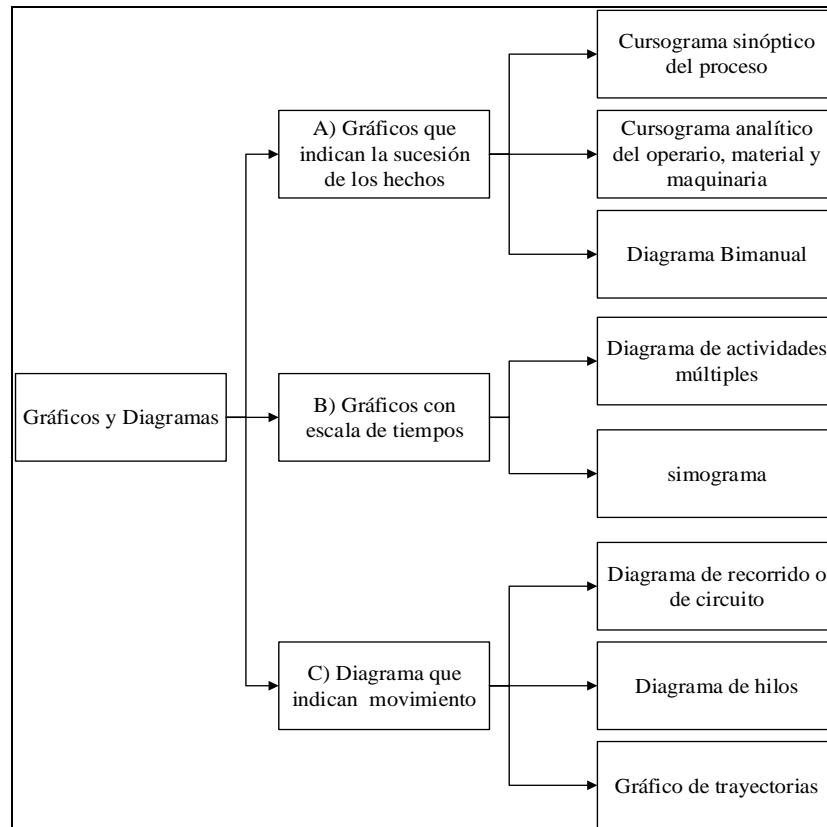 Gráficos y Diagramas
A) Gráficos que
indican la sucesión
de los hechos
Cursograma sinóptico
del proceso
Cursograma analítico
del operario, material y
maquinaria
Diagrama Bimanual
B) Gráficos con
escala de tiempos
Diagrama de actividades
múltiples
simograma
C) Diagrama que
indican movimiento
Diagrama de recorrido o
de circuito
Diagrama de hilos
Gráfico de trayectorias